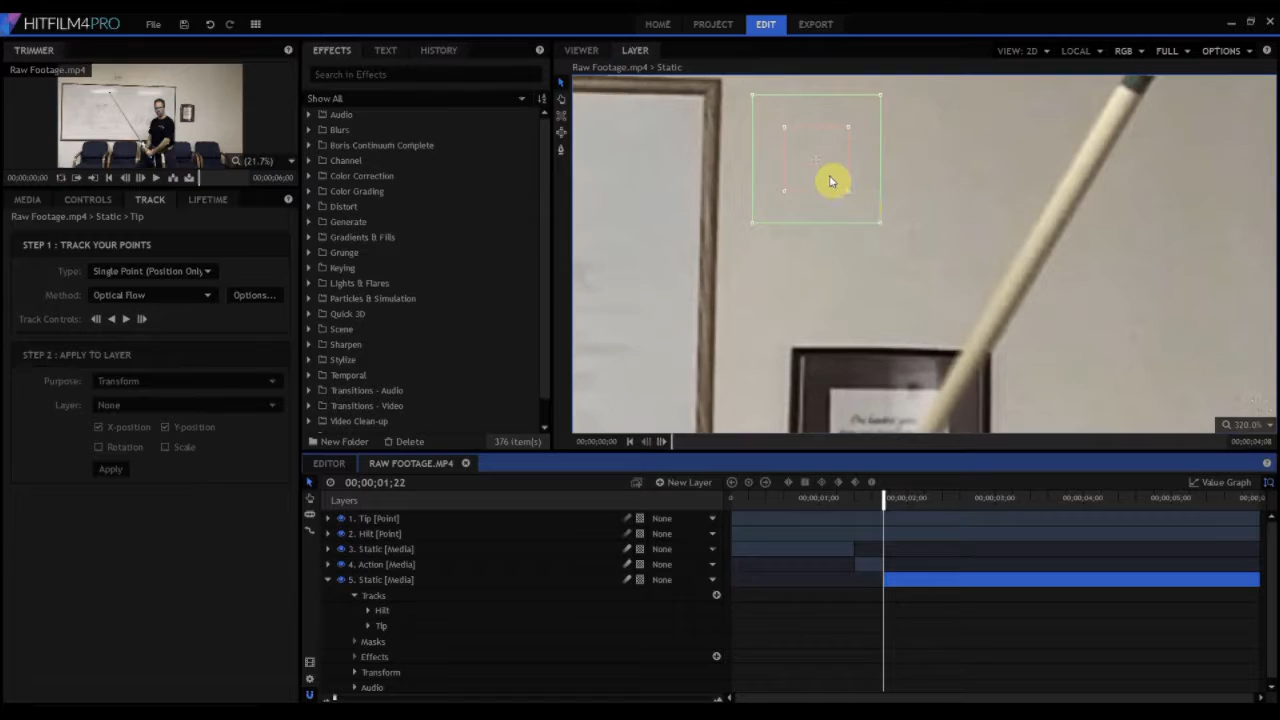 HITFILM4PRO File HOME PROJECT EDIT EXPORT
TRIMMER
Raw Footage.mp4
(21.7%)
00;00;00;00 00;00;06;00
MEDIA CONTROLS TRACK LIFETIME
Raw Footage.mp4 > Static > Tip
STEP 1 : TRACK YOUR POINTS
Type: Single Point (Position Only
Method: Optical Flow Options...
Track Controls:
STEP 2 : APPLY TO LAYER
Purpose: Transform
Layer: None
X-position Y-position
Rotation Scale
Apply
EFFECTS TEXT HISTORY
Search in Effects
Show All
Audio
Blurs
Boris Continuum Complete
Channel
Color Correction
Color Grading
Distort
Generate
Gradients & Fills
Grunge
Keying
Lights & Flares
Particles & Simulation
Quick 3D
Scene
Sharpen
Stylize
Temporal
Transitions - Audio
Transitions - Video
Video Clean-up
New Folder Delete 376 item(s)
VIEWER LAYER VIEW: 2D LOCAL RGB FULL OPTIONS
Raw Footage.mp4 > Static
320.0%
00;00;00;00 00;00;04;08
EDITOR RAW FOOTAGE.MP4
00;00;01;22 New Layer Value Graph
Layers 0 00;00;01;00 00;00;02;00 00;00;03;00 00;00;04;00 00;00;05;00 00;00;0
1. Tip [Point] None
2. Hilt [Point] None
3. Static [Media] None
4. Action [Media] None
5. Static [Media] None
Tracks
Hilt
Tip
Masks
Effects
Transform
Audio